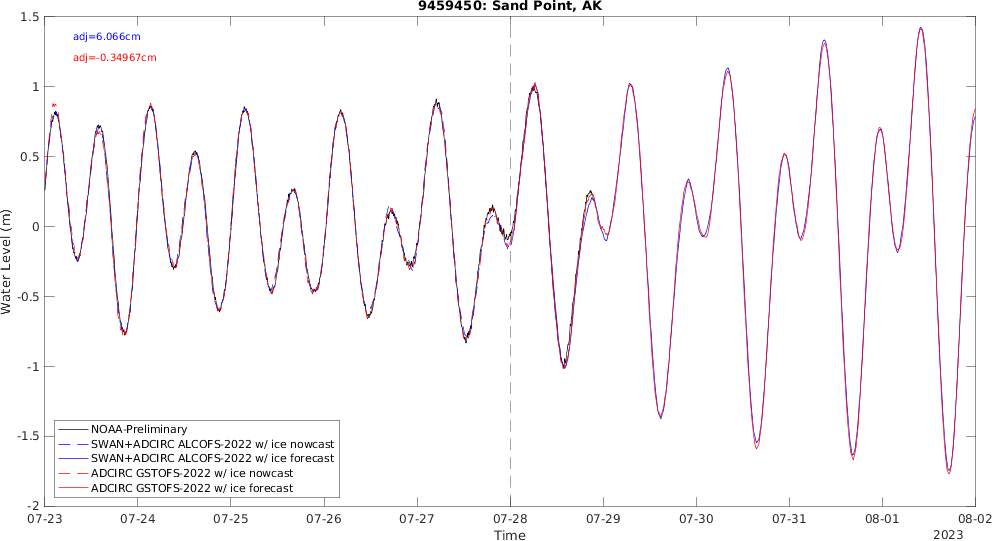 9459450: Sand Point, AK
adj=6.066cm
adj=-0.34967cm
Water Level (m)
1.5
1
0.5
0
-0.5
-1
-1.5
-2
NOAA-Preliminary
SWAN+ADCIRC ALCOFS-2022 w/ ice nowcast
SWAN+ADCIRC ALCOFS-2022 w/ ice forecast
ADCIRC GSTOFS-2022 w/ ice nowcast
ADCIRC GSTOFS-2022 w/ ice forecast
07-23 07-24 07-25 07-26 07-27 07-28 07-29 07-30 07-31 08-01 08-02
Time
2023